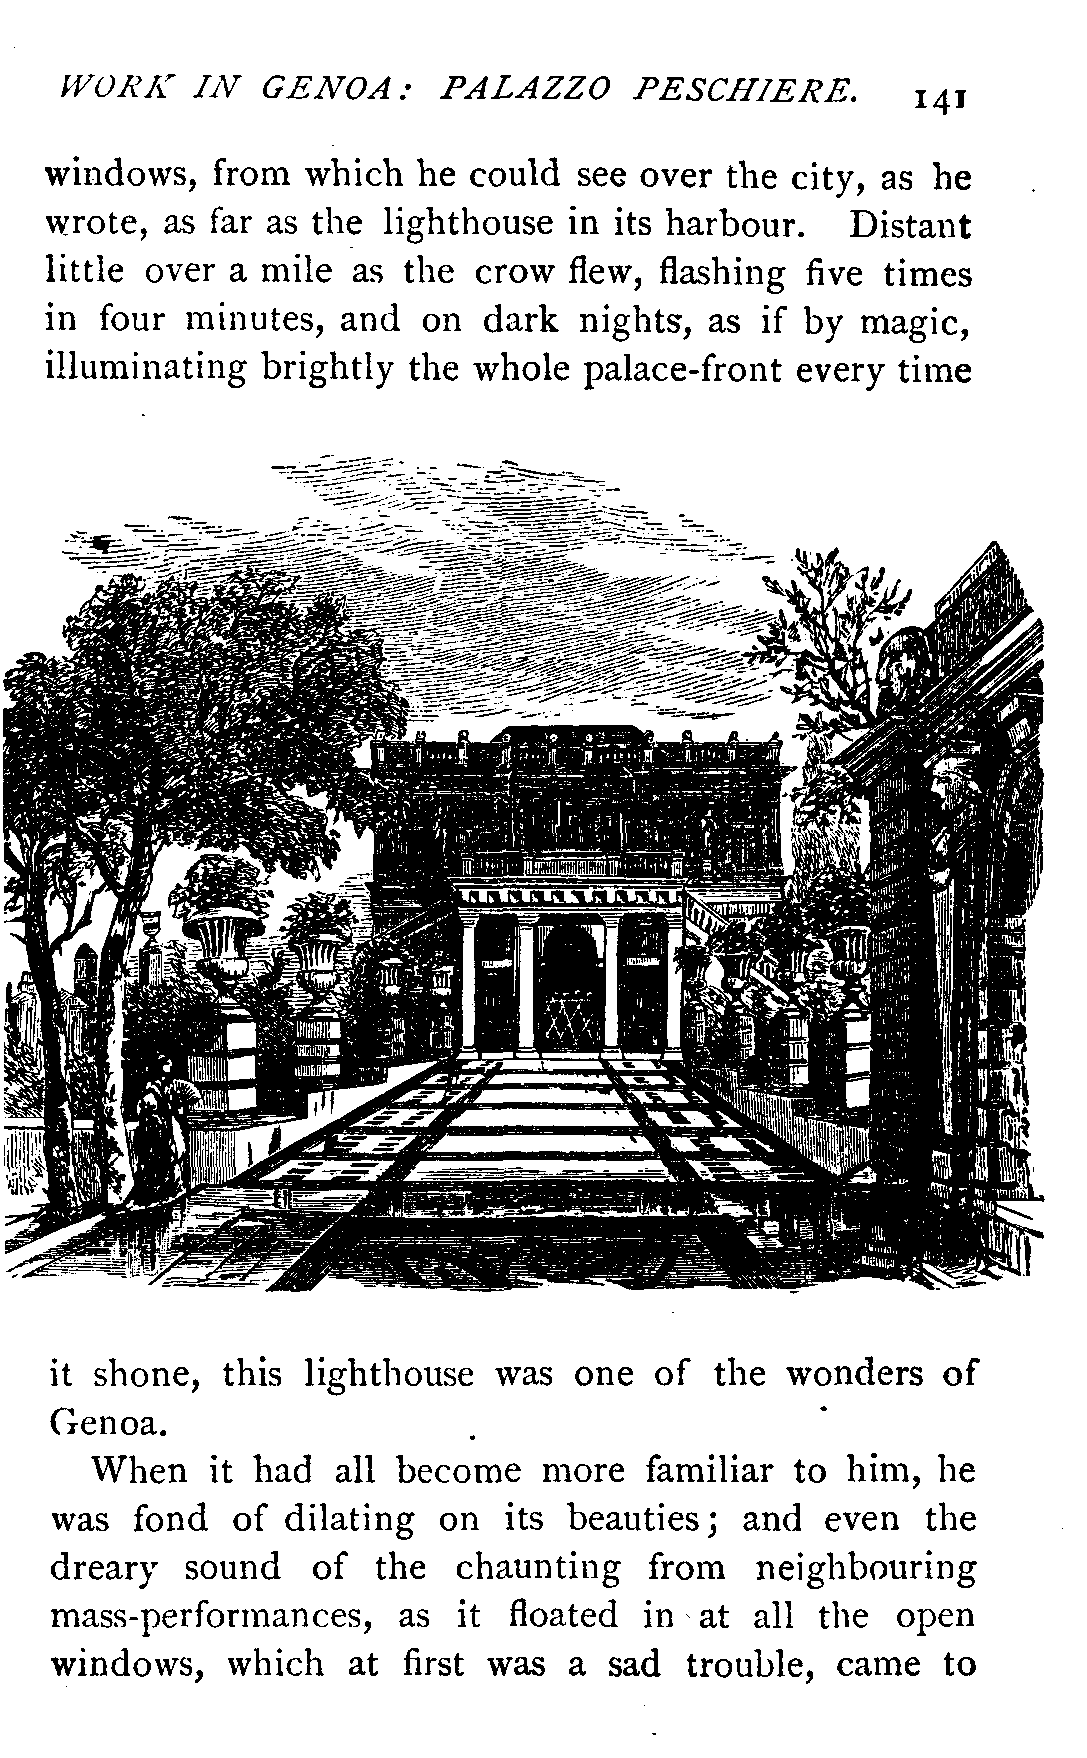 WORK IN GENOA: PALAZZO PESCHIERE. 141
windows, from which he could see over the city, as he
wrote, as far as the lighthouse in its harbour. Distant
little over a mile as the crow flew, flashing five times
in four minutes, and on dark nights, as if by magic,
illuminating brightly the whole palace-front every time
it shone, this lighthouse was one of the wonders of
Genoa.
When it had all become more familiar to him, he
was fond of dilating on its beauties; and even the
dreary sound of the chaunting from neighbouring
mass-performances, as it floated in at all the open
windows, which at first was a sad trouble, came to